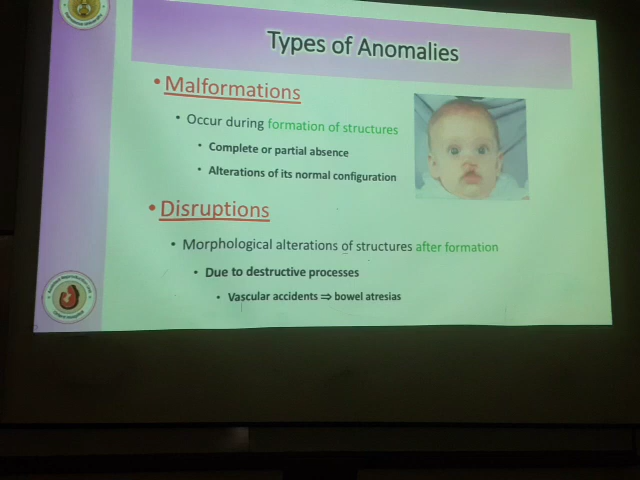 Types of Anomalies
• Malformations
• Occur during formation of structures
• Complete or partial absence
• Alterations of its normal configuration
• Disruptions
• Morphological alterations of structures after formation
• Due to destructive processes
• Vascular accidents ⇒ bowel atresias